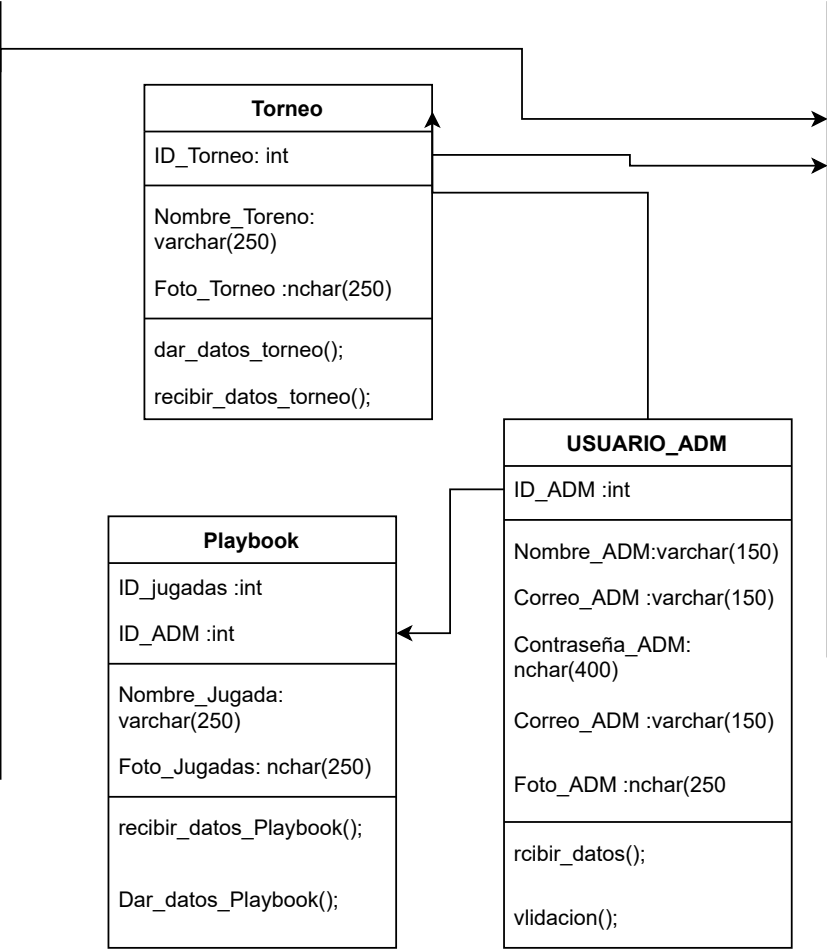 Torneo
ID_Torneo: int
Nombre_Toreno:
varchar(250)
Foto_Torneo :nchar(250)
dar_datos_torneo();
recibir_datos_torneo();
USUARIO_ADM
ID_ADM :int
Nombre_ADM:varchar(150)
Correo_ADM :varchar(150)
Contraseña_ADM:
nchar(400)
Correo_ADM :varchar(150)
Foto_ADM :nchar(250
rcibir_datos();
vlidacion();
Playbook
ID_jugadas :int
ID_ADM :int
Nombre_Jugada:
varchar(250)
Foto_Jugadas: nchar(250)
recibir_datos_Playbook();
Dar_datos_Playbook();